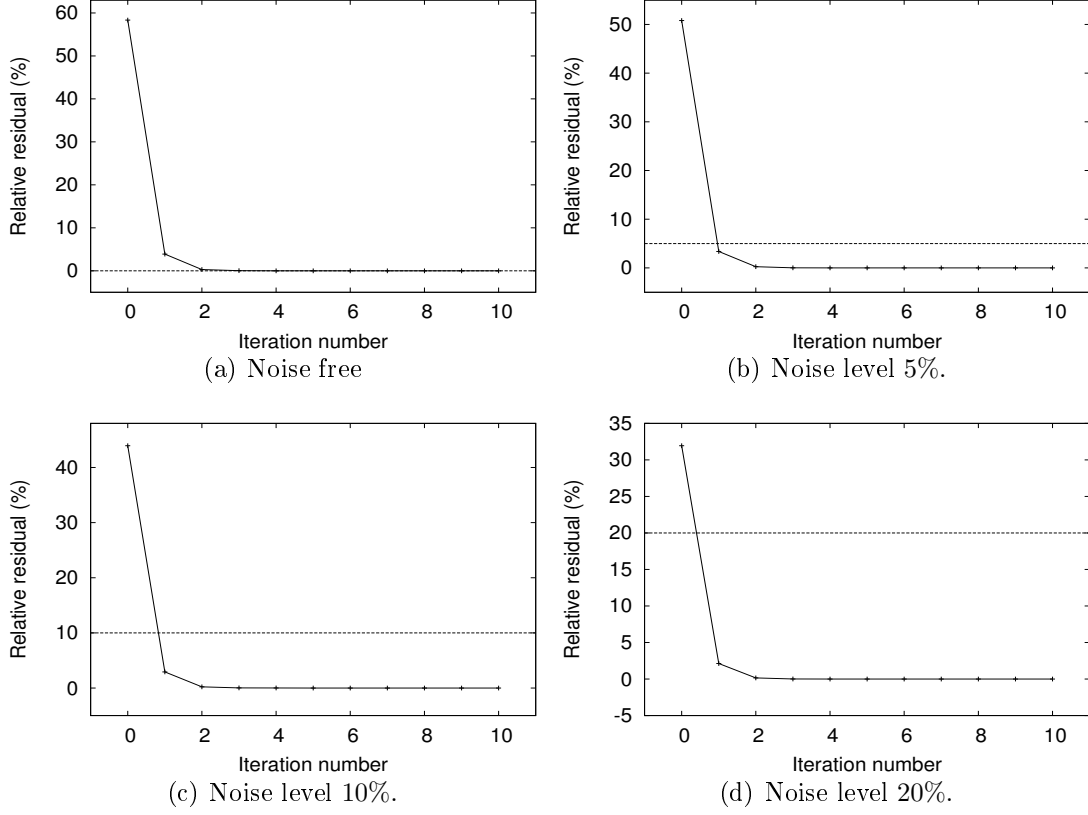 60
50
40
30
20
10
0
Relative residual (%)
0 2 4 6 8 10
Iteration number
(a) Noise free
50
40
30
20
10
0
Relative residual (%)
0 2 4 6 8 10
Iteration number
(b) Noise level 5%.
40
30
20
10
0
Relative residual (%)
0 2 4 6 8 10
Iteration number
(c) Noise level 10%.
35
30
25
20
15
10
5
0
-5
Relative residual (%)
0 2 4 6 8 10
Iteration number
(d) Noise level 20%.